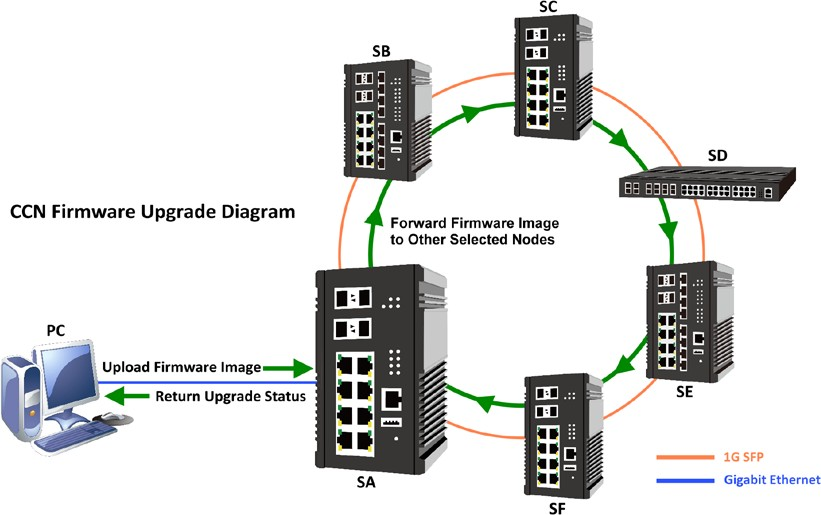 SC
SB
SD
CCN Firmware Upgrade Diagram
Forward Firmware Image
to Other Selected Nodes
PC
Upload Firmware Image
Return Upgrade Status
SE
SA
SF
1G SFP
Gigabit Ethernet